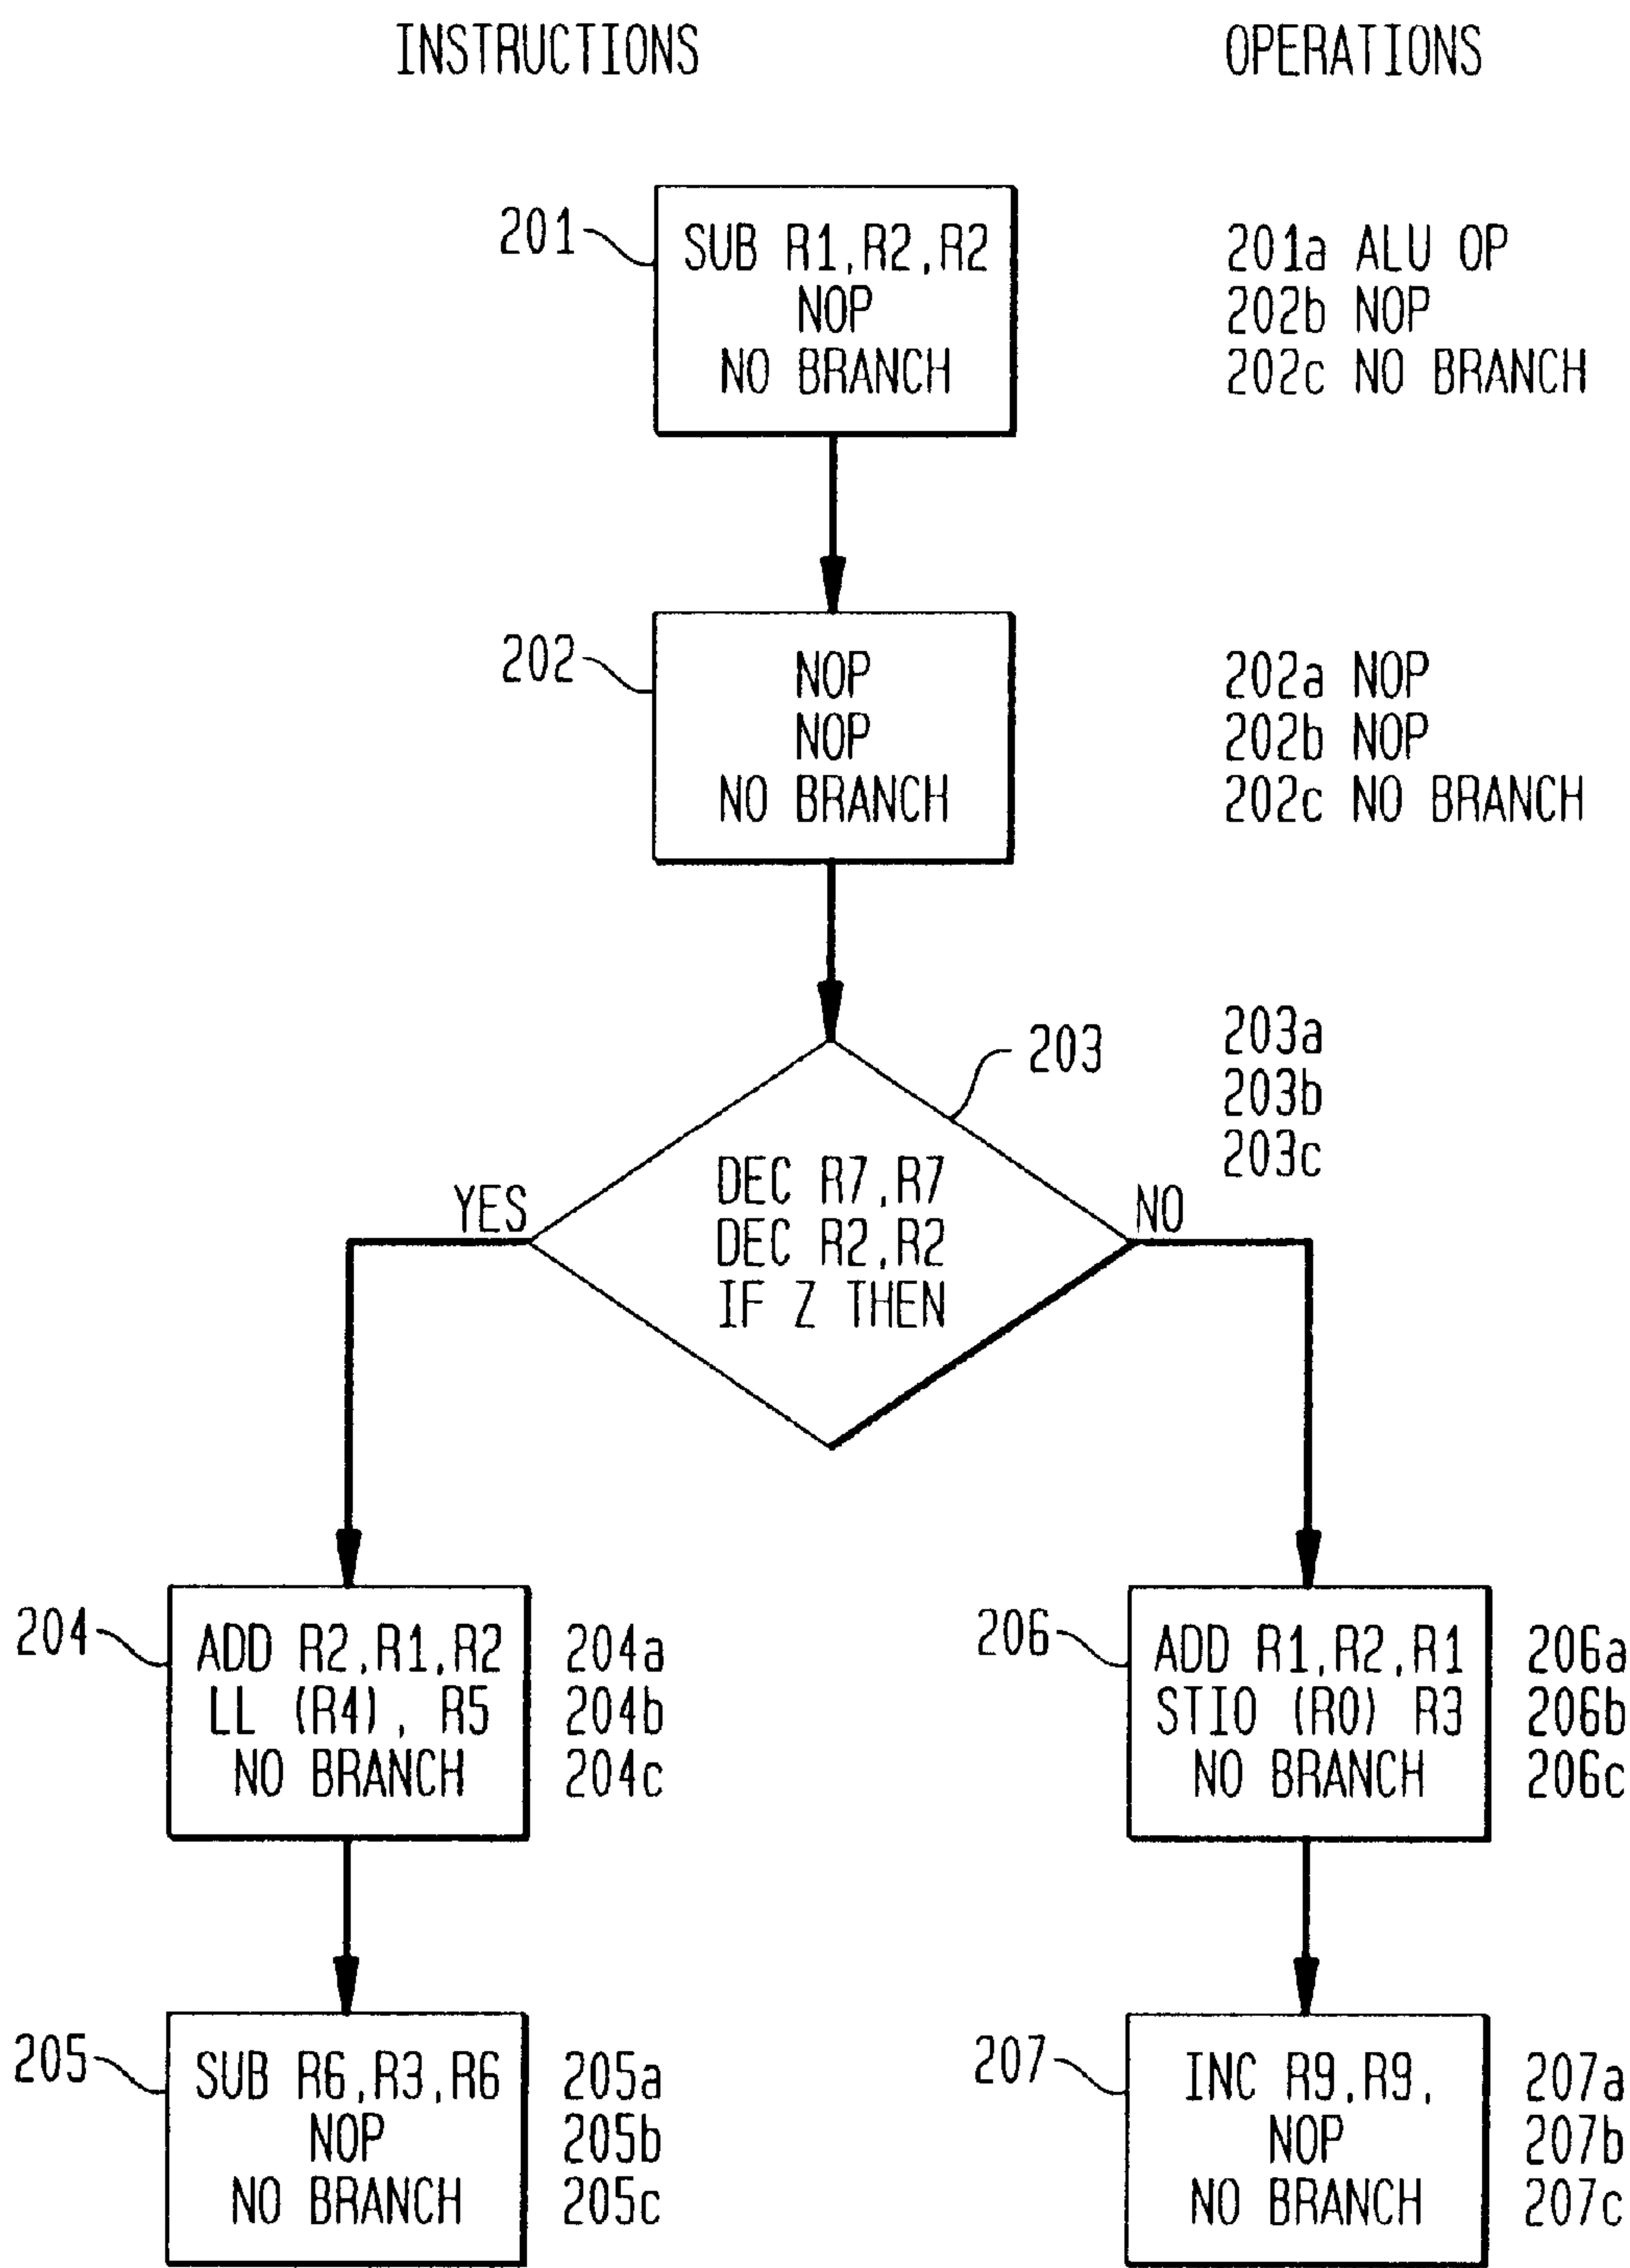 INSTRUCTIONS
OPERATIONS
201
SUB R1,R2,R2
NOP
NO BRANCH
201a ALU OP
202b NOP
202c NO BRANCH
202
NOP
NOP
NO BRANCH
202a NOP
202b NOP
202c NO BRANCH
203
203a
203b
203c
DEC R7,R7
DEC R2,R2
IF Z THEN
YES
NO
204
ADD R2,R1,R2
LL (R4), R5
NO BRANCH
204a
204b
204c
206
ADD R1,R2,R1
STIO (R0) R3
NO BRANCH
206a
206b
206c
205
SUB R6,R3,R6
NOP
NO BRANCH
205a
205b
205c
207
INC R9,R9,
NOP
NO BRANCH
207a
207b
207c